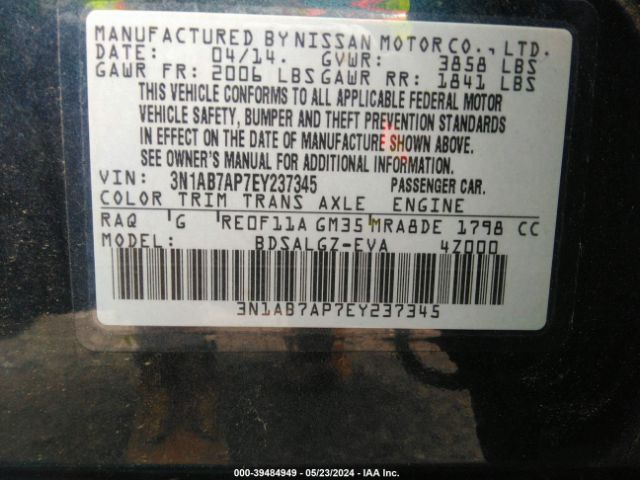 MANUFACTURED BY NISSAN MOTOR CO., LTD.
DATE: 04/14. GVWR: 3858 LBS
GAWR FR: 2006 LBS GAWR RR: 1841 LBS
THIS VEHICLE CONFORMS TO ALL APPLICABLE FEDERAL MOTOR
VEHICLE SAFETY, BUMPER AND THEFT PREVENTION STANDARDS
IN EFFECT ON THE DATE OF MANUFACTURE SHOWN ABOVE.
SEE OWNER'S MANUAL FOR ADDITIONAL INFORMATION.
VIN: 3N1AB7AP7EY237345 PASSENGER CAR.
COLOR TRIM TRANS AXLE ENGINE
RAQ G RE0F11A GM35 MRA8DE 1798 CC
MODEL: BDSALGZ-EVA 4Z000
3N1AB7AP7EY237345
000-39484949 - 05/23/2024 - IAA Inc.